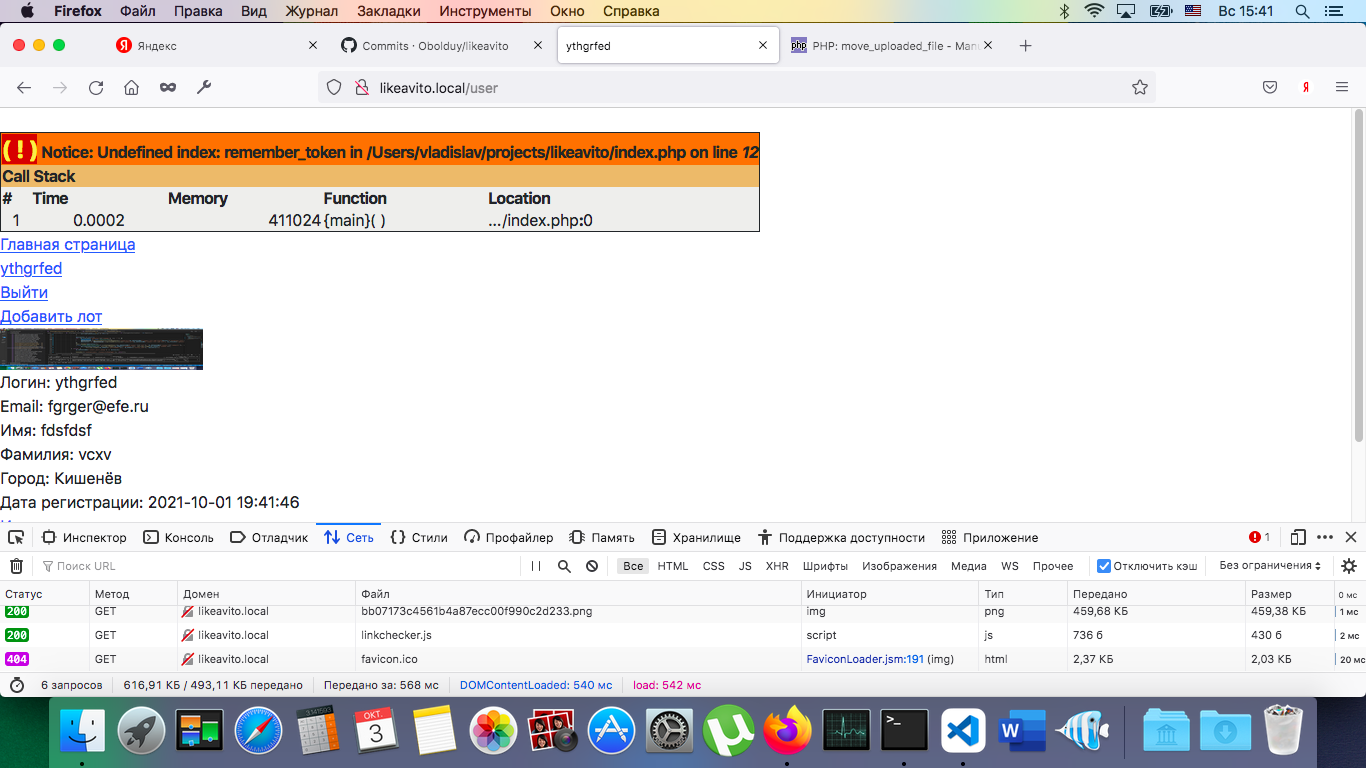 Firefox Файл Правка Вид Журнал Закладки Инструменты Окно Справка Вс 15:41
Яндекс Commits · Obolduy/likeavito ythgrfed php PHP: move_uploaded_file - Manu
likeavito.local/user Я
( ! ) Notice: Undefined index: remember_token in /Users/vladislav/projects/likeavito/index.php on line 12
Call Stack
# Time Memory Function Location
1 0.0002 411024 {main}( ) .../index.php:0
Главная страница
ythgrfed
Выйти
Добавить лот
Логин: ythgrfed
Email: fgrger@efe.ru
Имя: fdsfdsf
Фамилия: vcxv
Город: Кишенёв
Дата регистрации: 2021-10-01 19:41:46
Инспектор Консоль Отладчик Сеть Стили Профайлер Память Хранилище Поддержка доступности Приложение 1
Поиск URL Все HTML CSS JS XHR Шрифты Изображения Медиа WS Прочее Отключить кэш Без ограничения
Статус Метод Домен Файл Инициатор Тип Передано Размер 0 мс
200 GET likeavito.local bb07173c4561b4a87ecc00f990c2d233.png img png 459,68 КБ 459,38 КБ 1 мс
200 GET likeavito.local linkchecker.js script js 736 б 430 б 2 мс
404 GET likeavito.local favicon.ico FaviconLoader.jsm:191 (img) html 2,37 КБ 2,03 КБ 20 мс
6 запросов 616,91 КБ / 493,11 КБ передано Передано за: 568 мс DOMContentLoaded: 540 мс load: 542 мс
ОКТ.
3
W